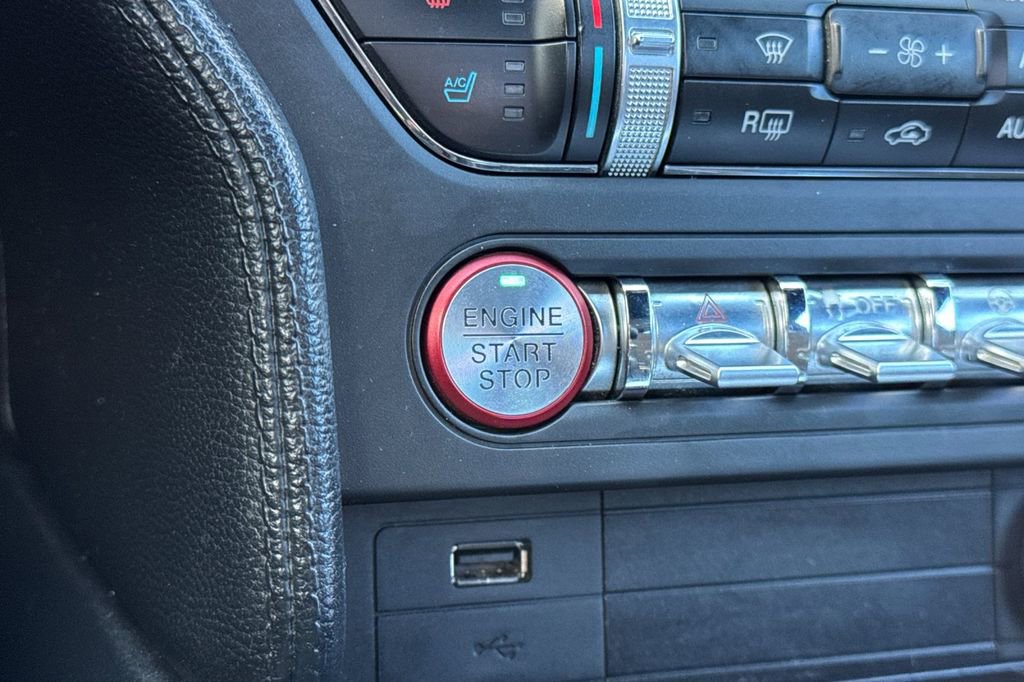 A/C
R
AU
ENGINE
START
STOP
OFF